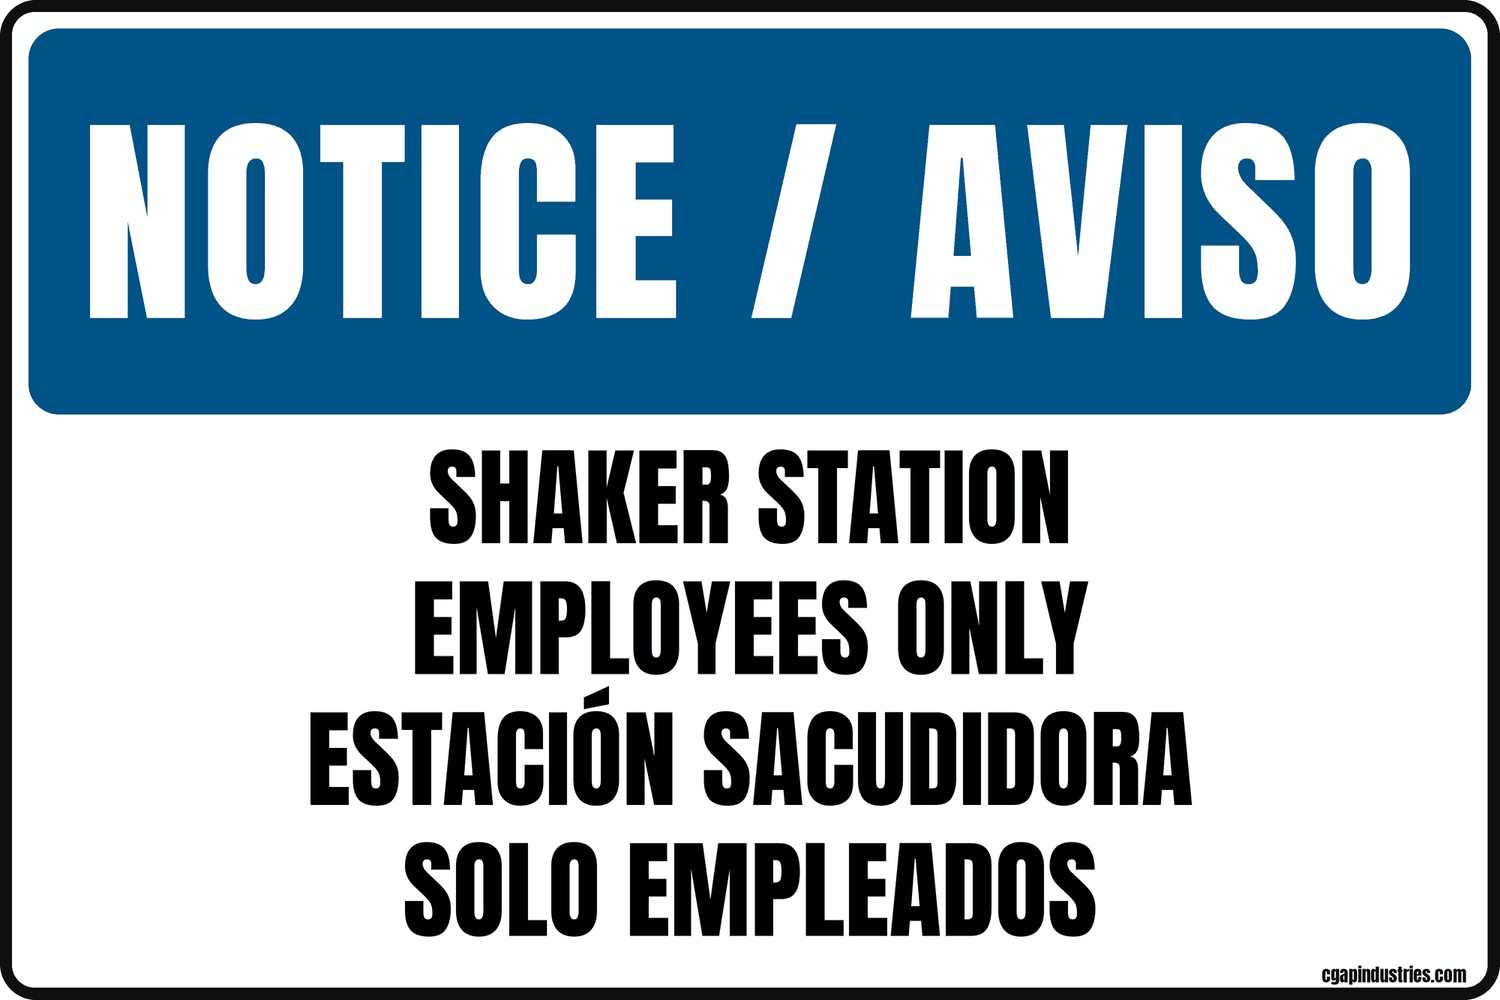 NOTICE / AVISO
SHAKER STATION
EMPLOYEES ONLY
ESTACIÓN SACUDIDORA
SOLO EMPLEADOS
cgapindustries.com